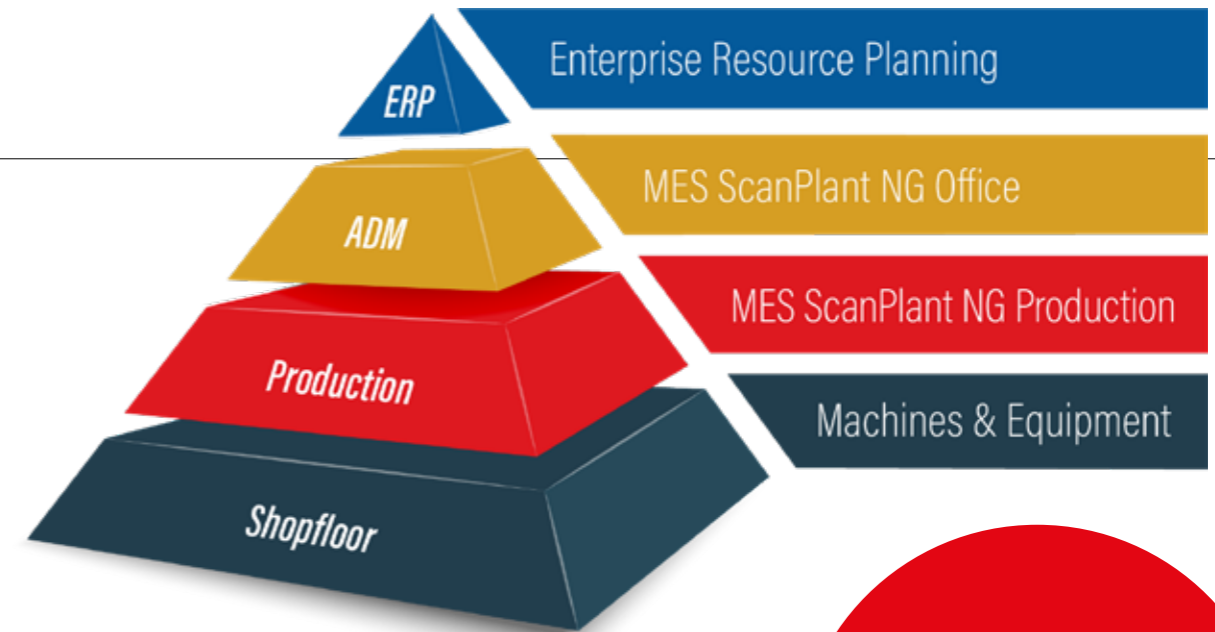 ERP
Enterprise Resource Planning
ADM
MES ScanPlant NG Office
Production
MES ScanPlant NG Production
Shopfloor
Machines & Equipment